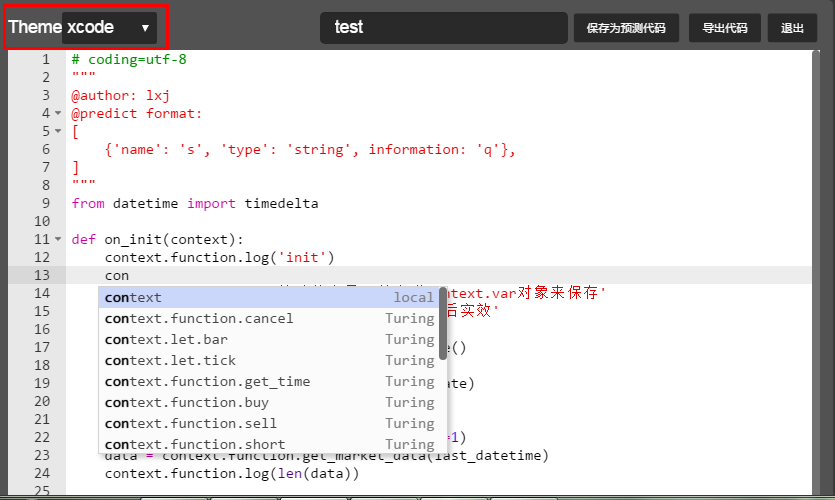 Theme xcode ▼ test 保存为预测代码 导出代码 退出
1 # coding=utf-8
2 """
3 @author: lxj
4 @predict format:
5 [
6 {'name': 's', 'type': 'string', information: 'q'},
7 ]
8 """
9 from datetime import timedelta
10
11 def on_init(context):
12 context.function.log('init')
13 con
context local
context.function.cancel Turing
context.let.bar Turing
context.let.tick Turing
context.function.get_time Turing
context.function.buy Turing
context.function.sell Turing
context.function.short Turing
14 ntext.var对象来保存'
15 后实效'
16
17 ()
18
19 ate)
20
21
22 =1)
23 data = context.function.get_market_data(last_datetime)
24 context.function.log(len(data))
25